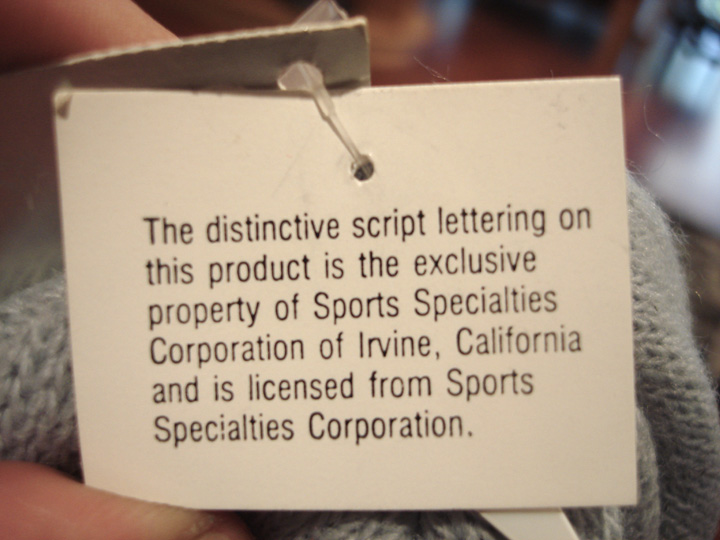 The distinctive script lettering on
this product is the exclusive
property of Sports Specialties
Corporation of Irvine, California
and is licensed from Sports
Specialties Corporation.